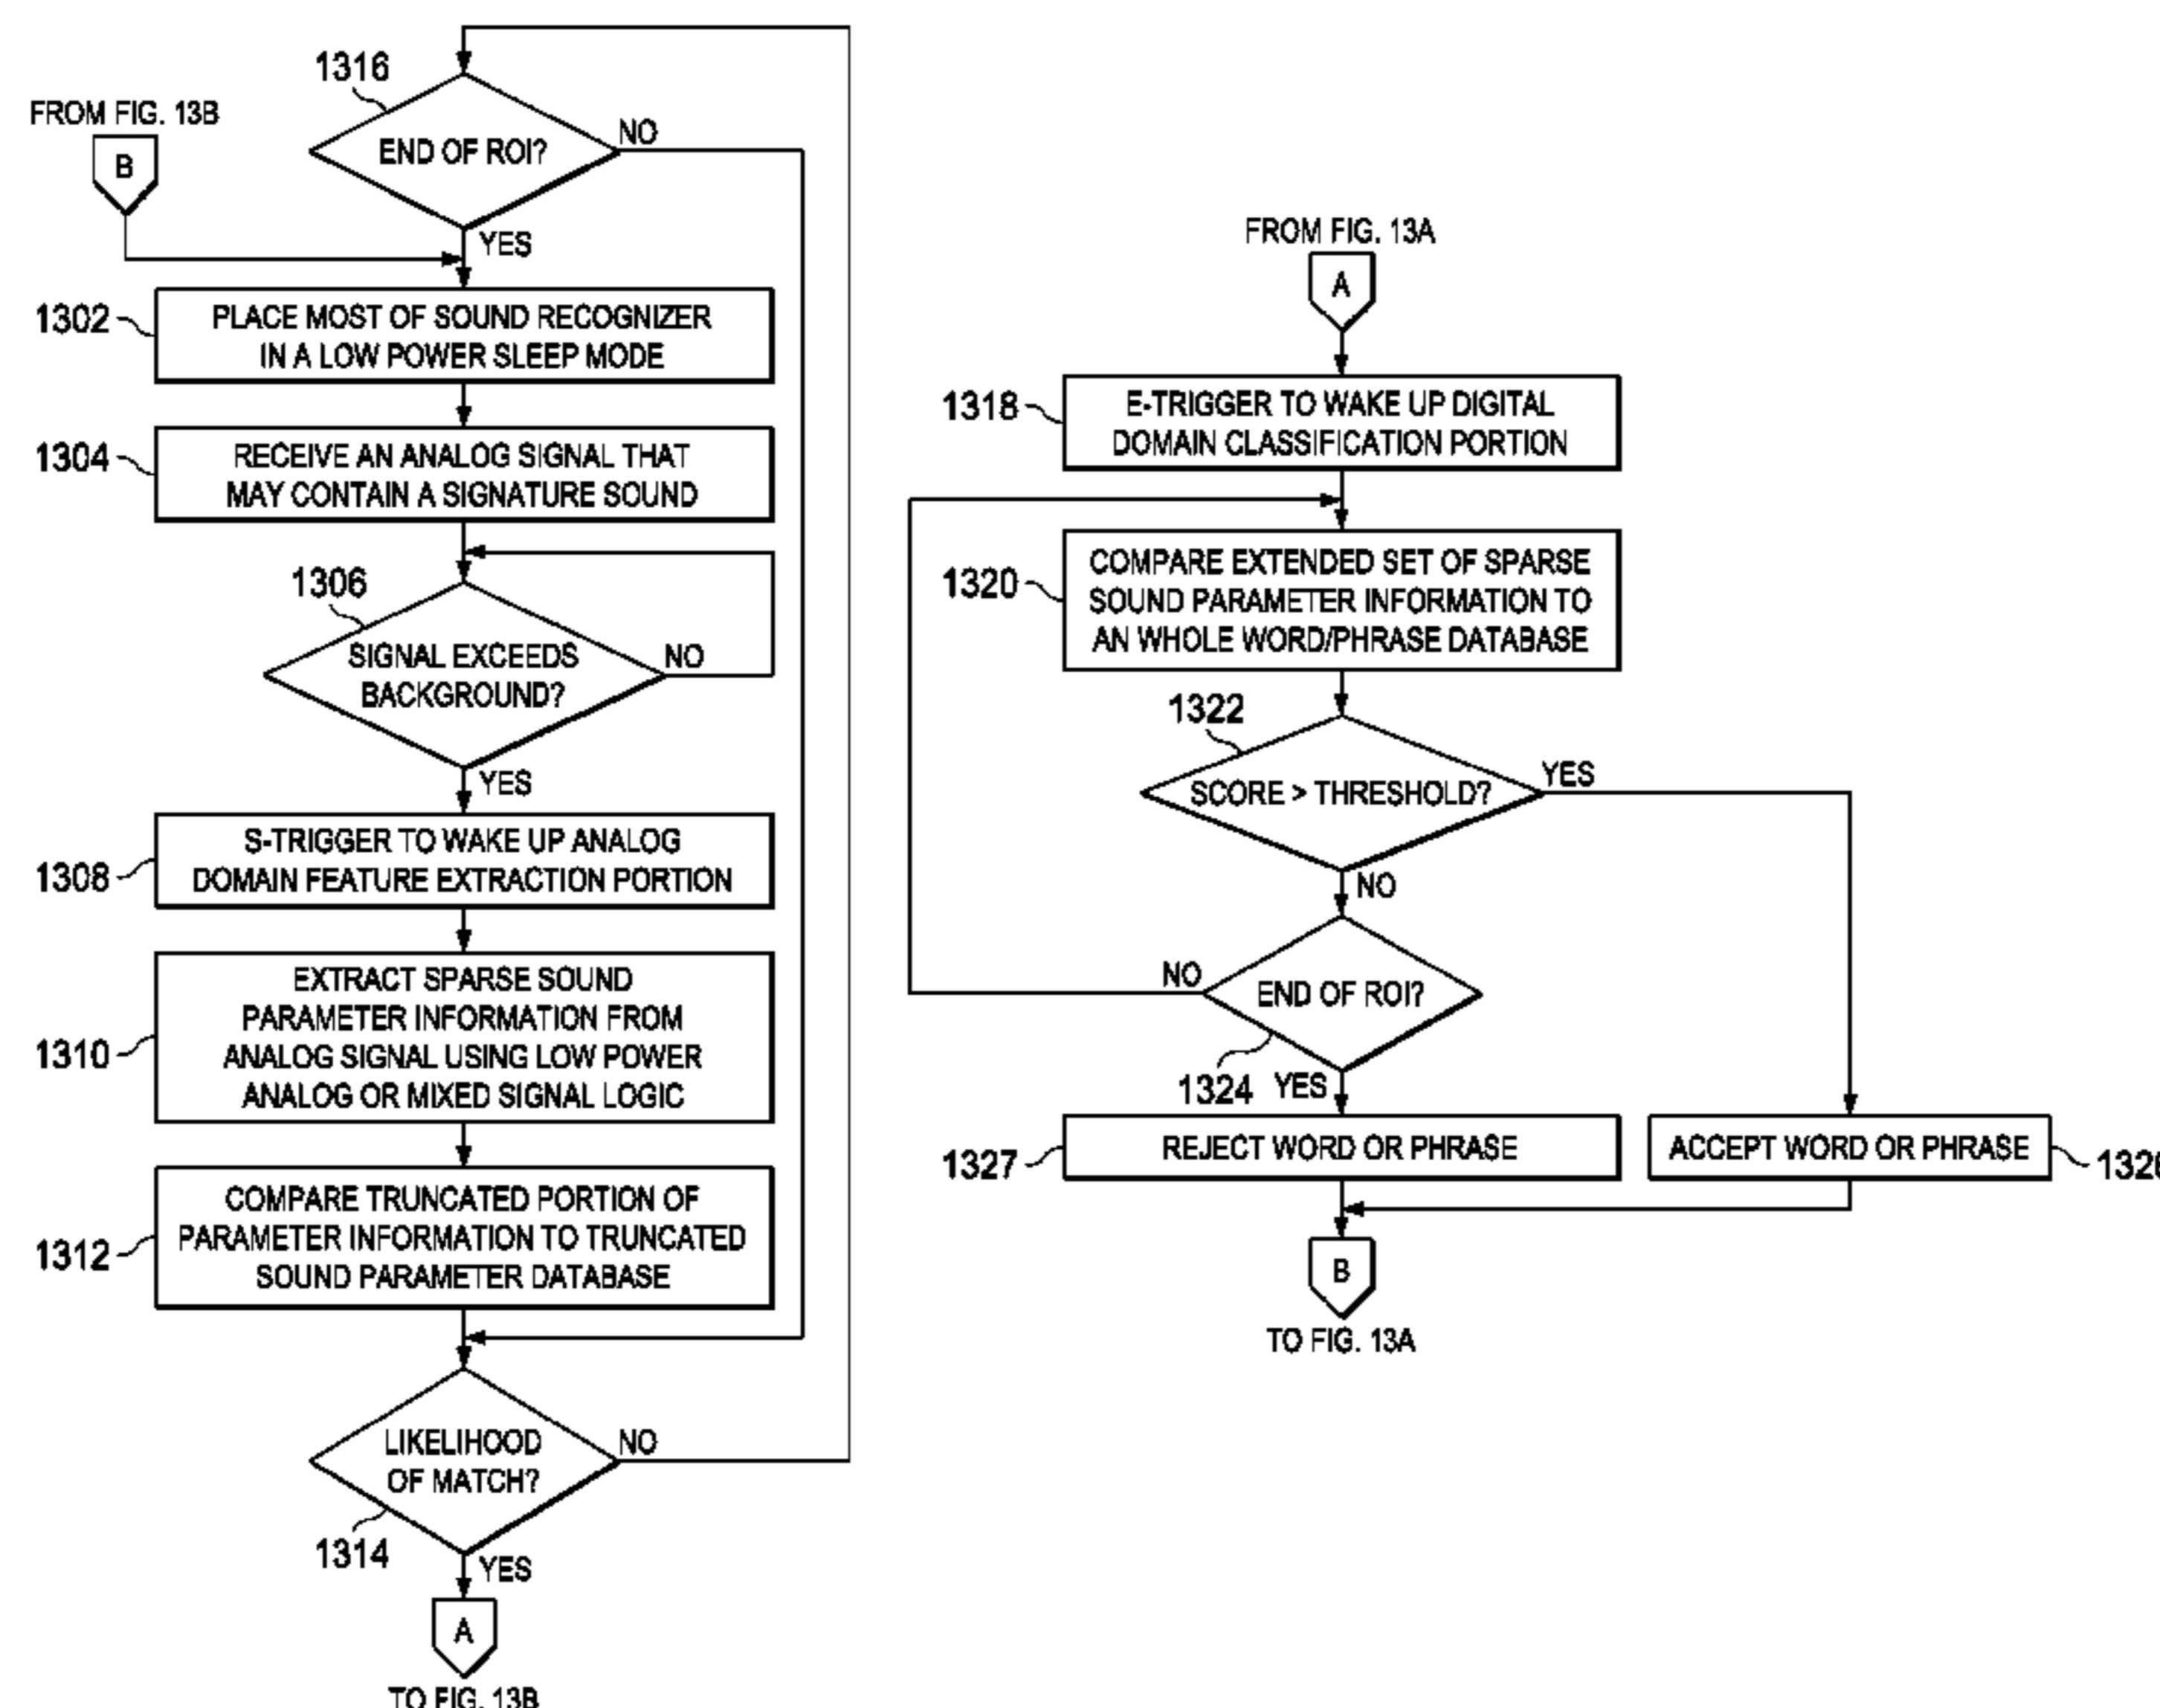 1316
FROM FIG. 13B
B
END OF ROI?
NO
YES
1302
PLACE MOST OF SOUND RECOGNIZER
IN A LOW POWER SLEEP MODE
1304
RECEIVE AN ANALOG SIGNAL THAT
MAY CONTAIN A SIGNATURE SOUND
1306
SIGNAL EXCEEDS
BACKGROUND?
NO
YES
1308
S-TRIGGER TO WAKE UP ANALOG
DOMAIN FEATURE EXTRACTION PORTION
1310
EXTRACT SPARSE SOUND
PARAMETER INFORMATION FROM
ANALOG SIGNAL USING LOW POWER
ANALOG OR MIXED SIGNAL LOGIC
1312
COMPARE TRUNCATED PORTION OF
PARAMETER INFORMATION TO TRUNCATED
SOUND PARAMETER DATABASE
LIKELIHOOD
OF MATCH?
NO
1314
YES
A
TO FIG. 13B
FROM FIG. 13A
A
1318
E-TRIGGER TO WAKE UP DIGITAL
DOMAIN CLASSIFICATION PORTION
1320
COMPARE EXTENDED SET OF SPARSE
SOUND PARAMETER INFORMATION TO
AN WHOLE WORD/PHRASE DATABASE
1322
SCORE > THRESHOLD?
YES
NO
NO
END OF ROI?
1324
YES
1327
REJECT WORD OR PHRASE
ACCEPT WORD OR PHRASE
B
TO FIG. 13A